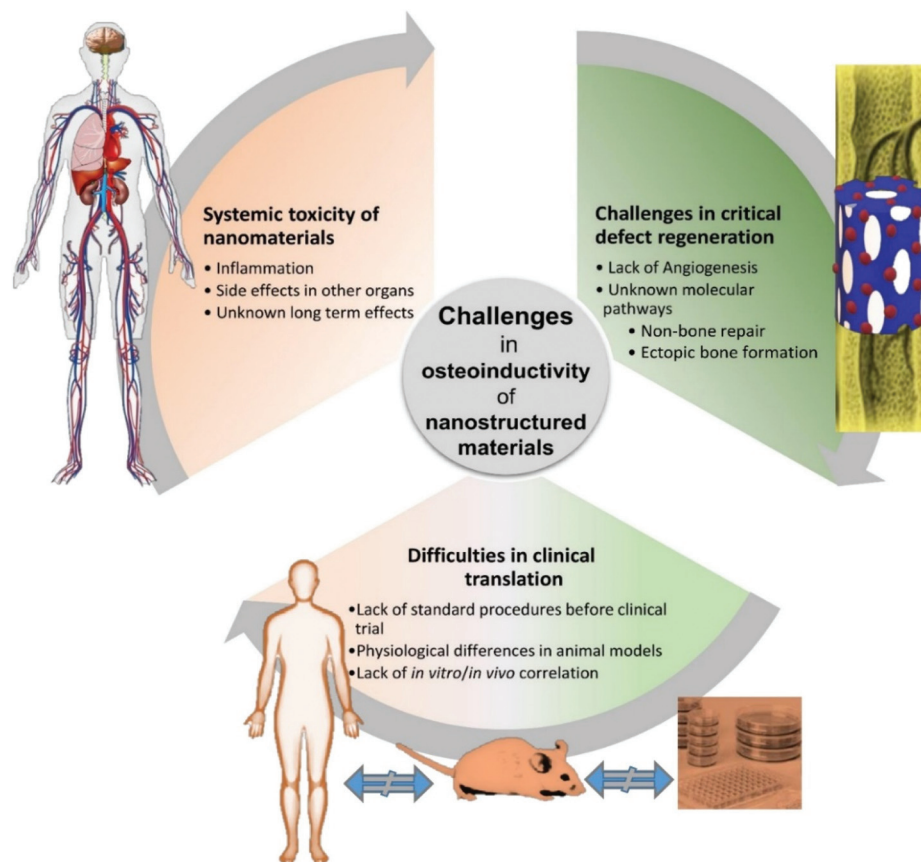 Systemic toxicity of
nanomaterials
• Inflammation
• Side effects in other organs
• Unknown long term effects
Challenges in critical
defect regeneration
• Lack of Angiogenesis
• Unknown molecular
pathways
• Non-bone repair
• Ectopic bone formation
Challenges
in
osteoinductivity
of
nanostructured
materials
Difficulties in clinical
translation
•Lack of standard procedures before clinical
trial
•Physiological differences in animal models
•Lack of in vitro/in vivo correlation